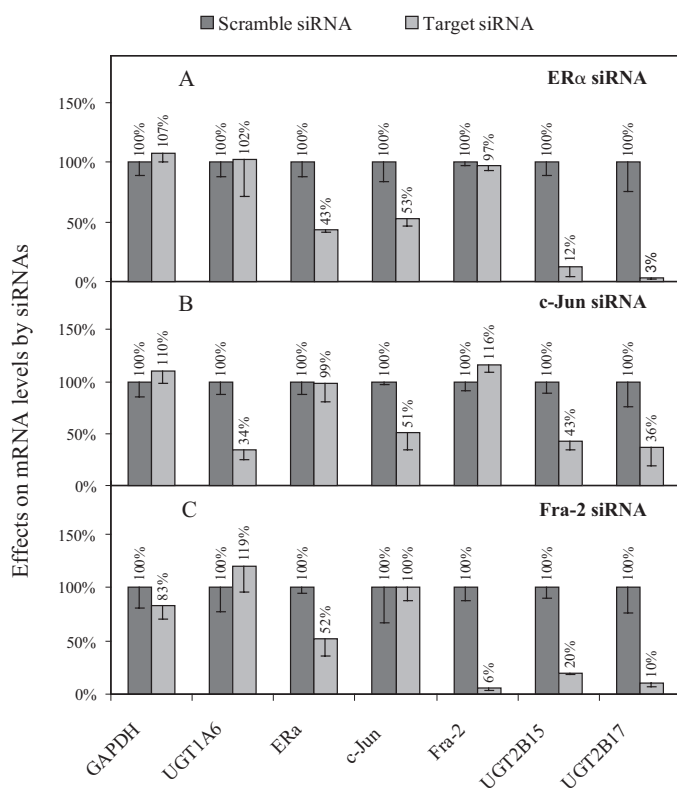 Scramble siRNA Target siRNA
Effects on mRNA levels by siRNAs
A ERα siRNA
150%
100%
50%
0%
100% 107% 100% 102% 100% 43% 100% 53% 100% 97% 100% 12% 100% 3%
B c-Jun siRNA
150%
100%
50%
0%
100% 110% 100% 34% 100% 99% 100% 51% 100% 116% 100% 43% 100% 36%
C Fra-2 siRNA
150%
100%
50%
0%
100% 83% 100% 119% 100% 52% 100% 100% 100% 6% 100% 20% 100% 10%
GAPDH UGT1A6 ERa c-Jun Fra-2 UGT2B15 UGT2B17